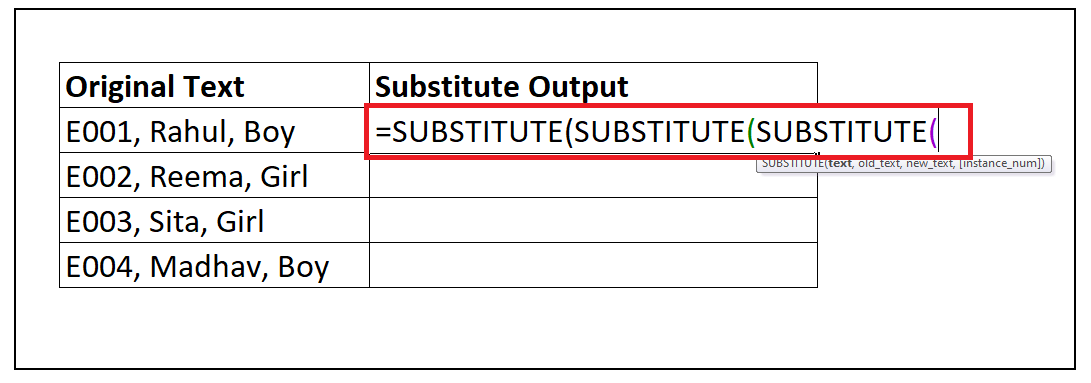 Original Text Substitute Output
E001, Rahul, Boy =SUBSTITUTE(SUBSTITUTE(SUBSTITUTE(
SUBSTITUTE(text, old_text, new_text, [instance_num])
E002, Reema, Girl
E003, Sita, Girl
E004, Madhav, Boy